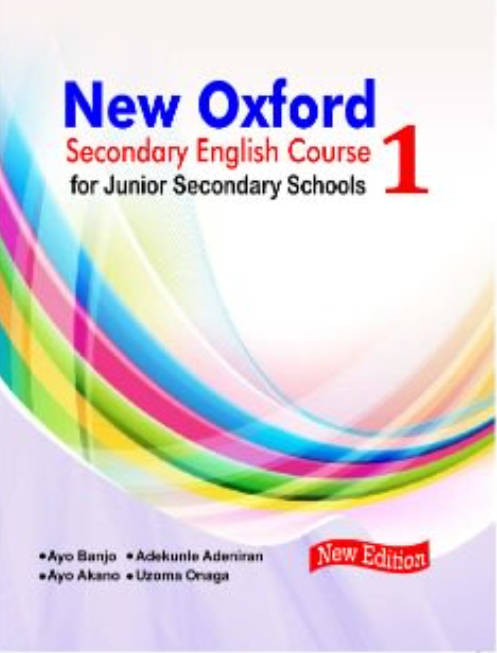 New Oxford
Secondary English Course 1
for Junior Secondary Schools
•Ayo Banjo •Adekunle Adeniran
•Ayo Akano •Uzoma Onaga
New Edition